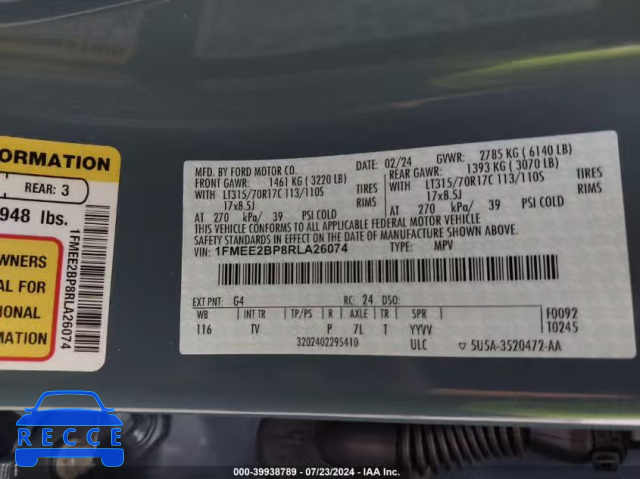 ORMATION
REAR: 3
948 lbs.
WNERS
AL FOR
IONAL
MATION
1FMEE2BP8RLA26074
MFD. BY FORD MOTOR CO.
DATE: 02/24
GVWR: 2785 KG ( 6140 LB)
FRONT GAWR: 1461 KG ( 3220 LB)
REAR GAWR: 1393 KG ( 3070 LB)
WITH LT315/70R17C 113/110S TIRES
WITH LT315/70R17C 113/110S TIRES
17x8.5J RIMS
17x8.5J RIMS
AT 270 kPa/ 39 PSI COLD
AT 270 kPa/ 39 PSI COLD
THIS VEHICLE CONFORMS TO ALL APPLICABLE FEDERAL MOTOR VEHICLE
SAFETY STANDARDS IN EFFECT ON THE DATE OF MANUFACTURE SHOWN ABOVE.
VIN: 1FMEE2BP8RLA26074
TYPE: MPV
EXT PNT: G4 RC: 24 DSO:
WB INT TR TP/PS R AXLE TR SPR
116 TV P 7L T YYVV
F0092
T0245
3202402295410 ULC ▽ 5U5A-3520472-AA
RECCE
000-39938789 - 07/23/2024 - IAA Inc.